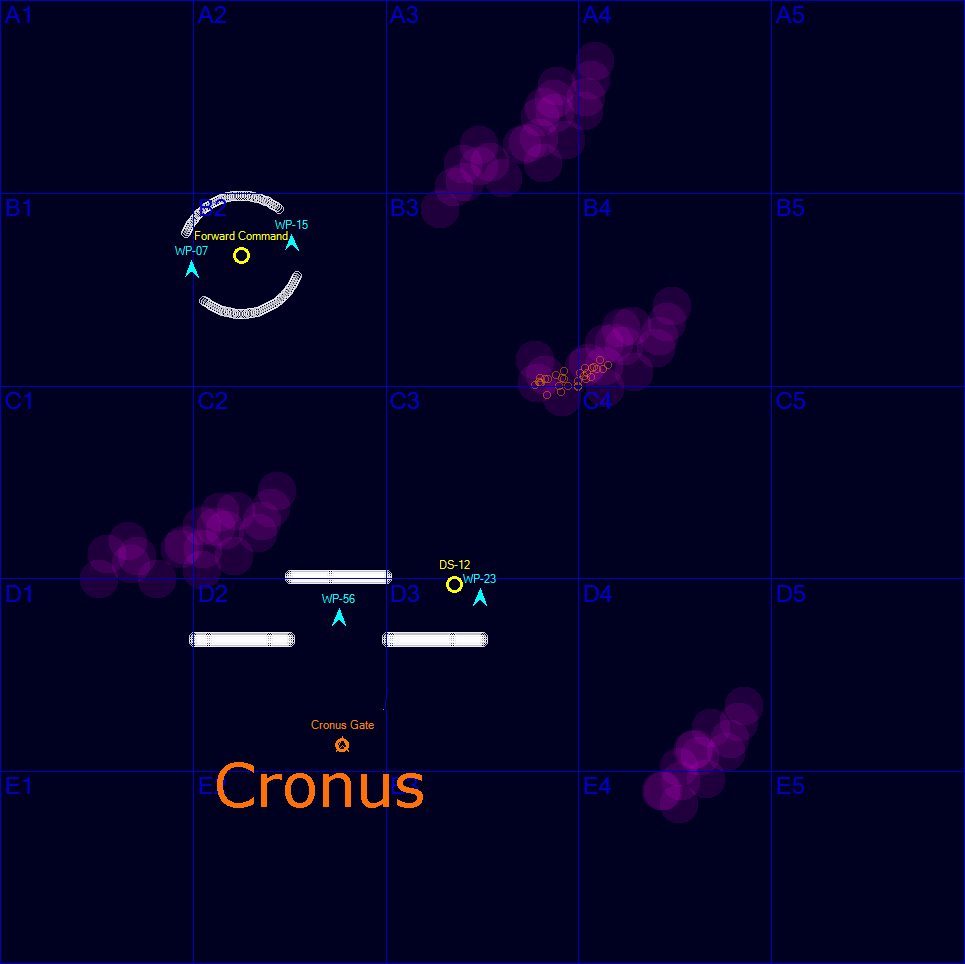 A1 A2 A3 A4 A5
B1 B2 B3 B4 B5
WP-15
Forward Command
WP-07
C1 C2 C3 C4 C5
DS-12
WP-23
D1 D2 D3 D4 D5
WP-56
Cronus Gate
Cronus
E1 E4 E5